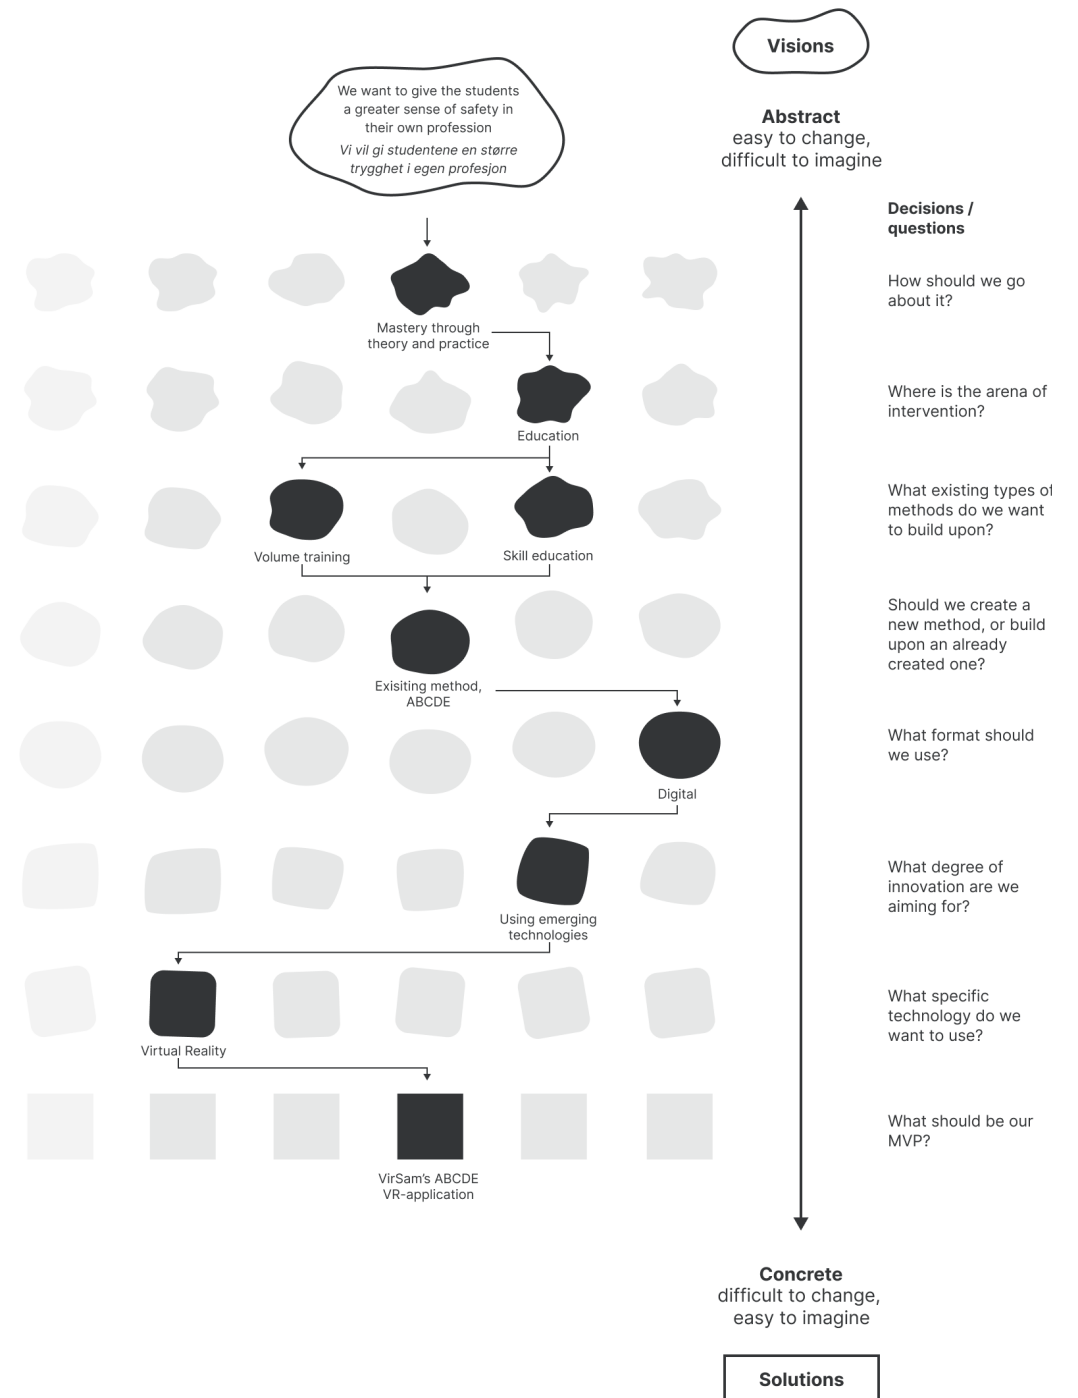 Visions
We want to give the students
a greater sense of safety in
their own profession
Vi vil gi studentene en større
trygghet i egen profesjon
Abstract
easy to change,
difficult to imagine
Decisions /
questions
How should we go
about it?
Mastery through
theory and practice
Where is the arena of
intervention?
Education
What existing types of
methods do we want
to build upon?
Volume training
Skill education
Should we create a
new method, or build
upon an already
created one?
Exisiting method,
ABCDE
What format should
we use?
Digital
What degree of
innovation are we
aiming for?
Using emerging
technologies
What specific
technology do we
want to use?
Virtual Reality
What should be our
MVP?
VirSam's ABCDE
VR-application
Concrete
difficult to change,
easy to imagine
Solutions